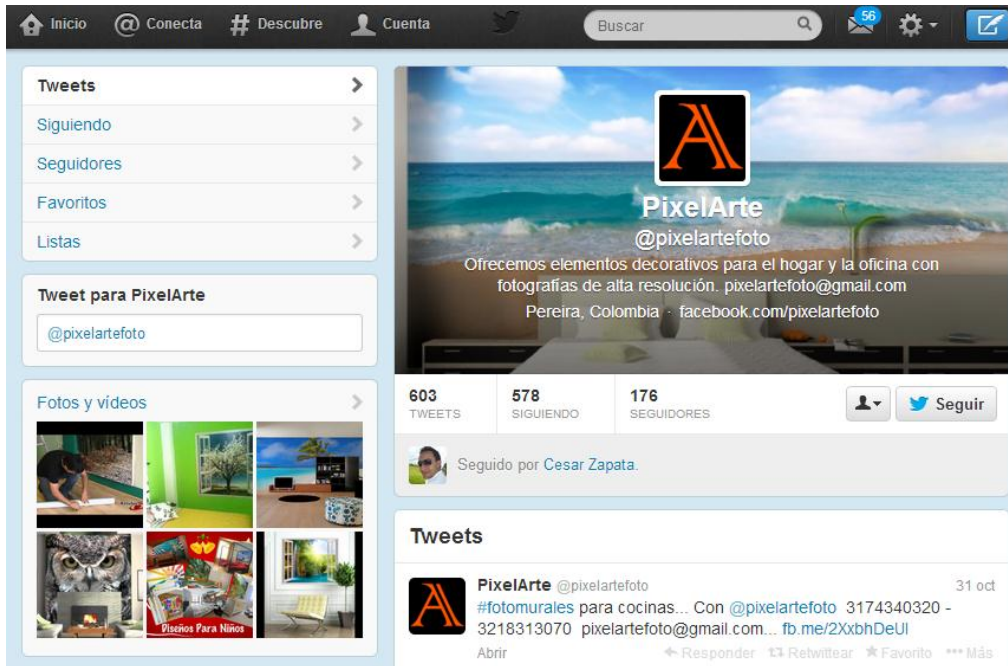 Inicio @ Conecta # Descubre Cuenta Buscar 56
Tweets
Siguiendo
Seguidores
Favoritos
Listas
Tweet para PixelArte
@pixelartefoto
Fotos y vídeos
Diseños Para Niños
A
PixelArte
@pixelartefoto
Ofrecemos elementos decorativos para el hogar y la oficina con
fotografías de alta resolución. pixelartefoto@gmail.com
Pereira, Colombia · facebook.com/pixelartefoto
603 578 176
TWEETS SIGUIENDO SEGUIDORES
Seguir
Seguido por Cesar Zapata.
Tweets
A
PixelArte @pixelartefoto 31 oct
#fotomurales para cocinas... Con @pixelartefoto 3174340320 -
3218313070 pixelartefoto@gmail.com... fb.me/2XxbhDeUI
Abrir Responder Retwittear Favorito Más